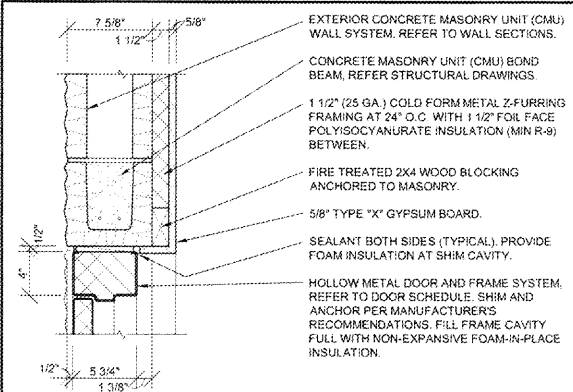 7 5/8"
5/8"
1 1/2"
EXTERIOR CONCRETE MASONRY UNIT (CMU)
WALL SYSTEM. REFER TO WALL SECTIONS.
CONCRETE MASONRY UNIT (CMU) BOND
BEAM, REFER STRUCTURAL DRAWINGS.
1 1/2" (25 GA.) COLD FORM METAL Z-FURRING
FRAMING AT 24" O.C. WITH 1 1/2" FOIL FACE
POLYISOCYANURATE INSULATION (MIN R-9)
BETWEEN.
FIRE TREATED 2X4 WOOD BLOCKING
ANCHORED TO MASONRY.
5/8" TYPE "X" GYPSUM BOARD.
SEALANT BOTH SIDES (TYPICAL). PROVIDE
FOAM INSULATION AT SHIM CAVITY.
HOLLOW METAL DOOR AND FRAME SYSTEM,
REFER TO DOOR SCHEDULE. SHIM AND
ANCHOR PER MANUFACTURER'S
RECOMMENDATIONS. FILL FRAME CAVITY
FULL WITH NON-EXPANSIVE FOAM-IN-PLACE
INSULATION.
1/2"
4"
1/2"
5 3/4"
1 3/8"